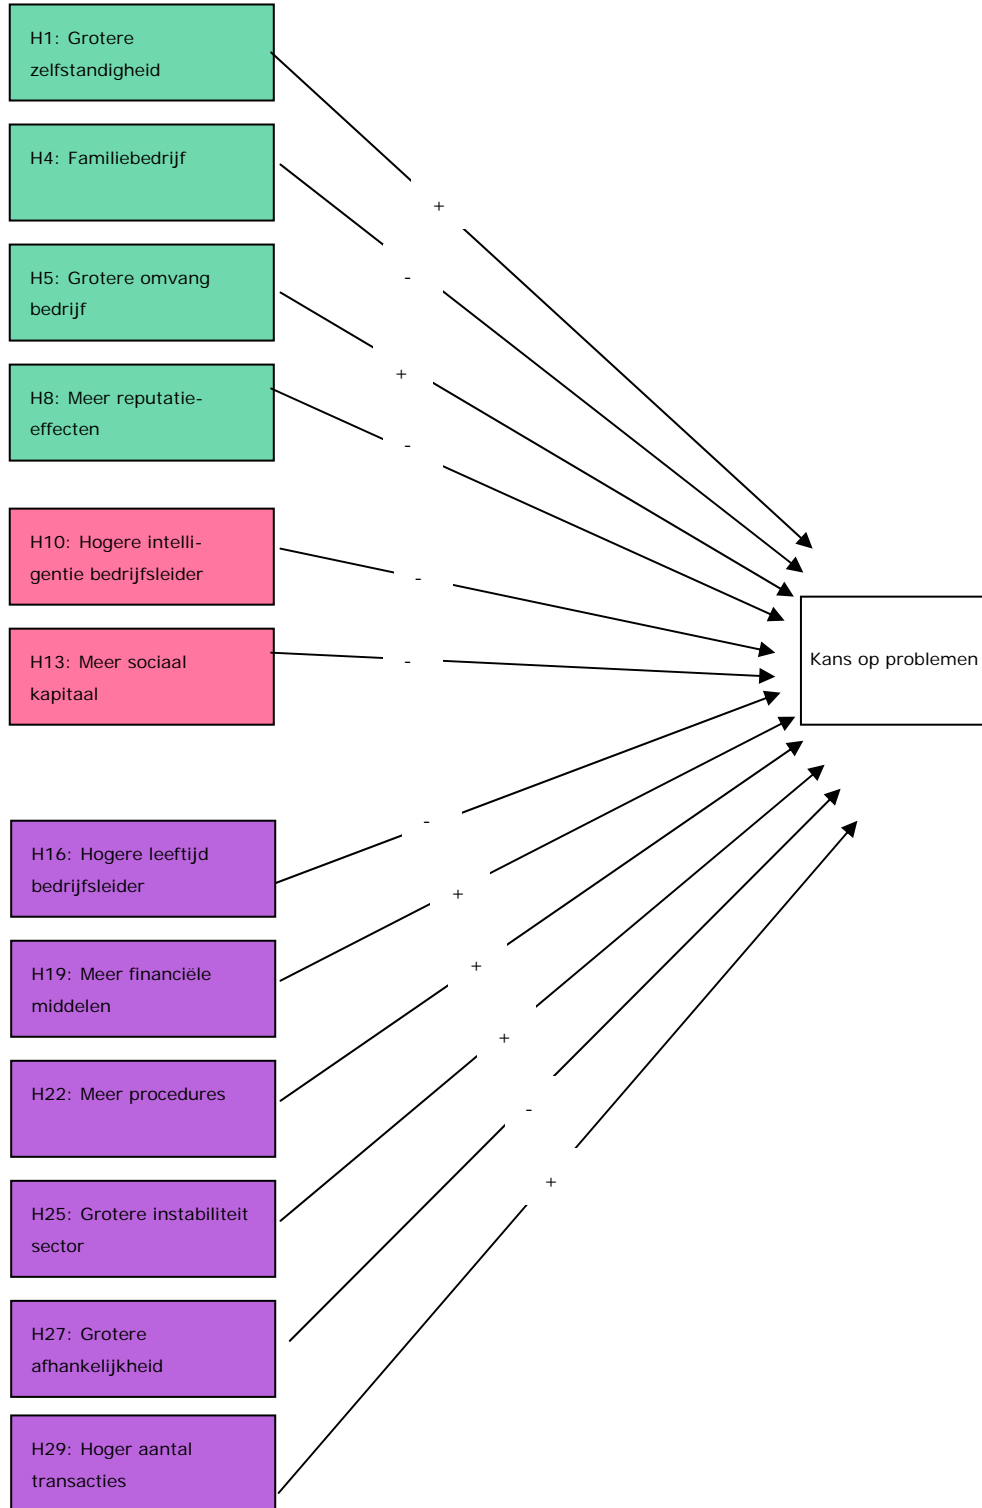 H1: Grotere
zelfstandigheid
H4: Familiebedrijf
+
-
H5: Grotere omvang
bedrijf
+
H8: Meer reputatie-
effecten
-
H10: Hogere intelli-
gentie bedrijfsleider
-
H13: Meer sociaal
kapitaal
-
Kans op problemen
-
H16: Hogere leeftijd
bedrijfsleider
+
H19: Meer financiële
middelen
+
H22: Meer procedures
+
-
H25: Grotere instabiliteit
sector
+
H27: Grotere
afhankelijkheid
H29: Hoger aantal
transacties